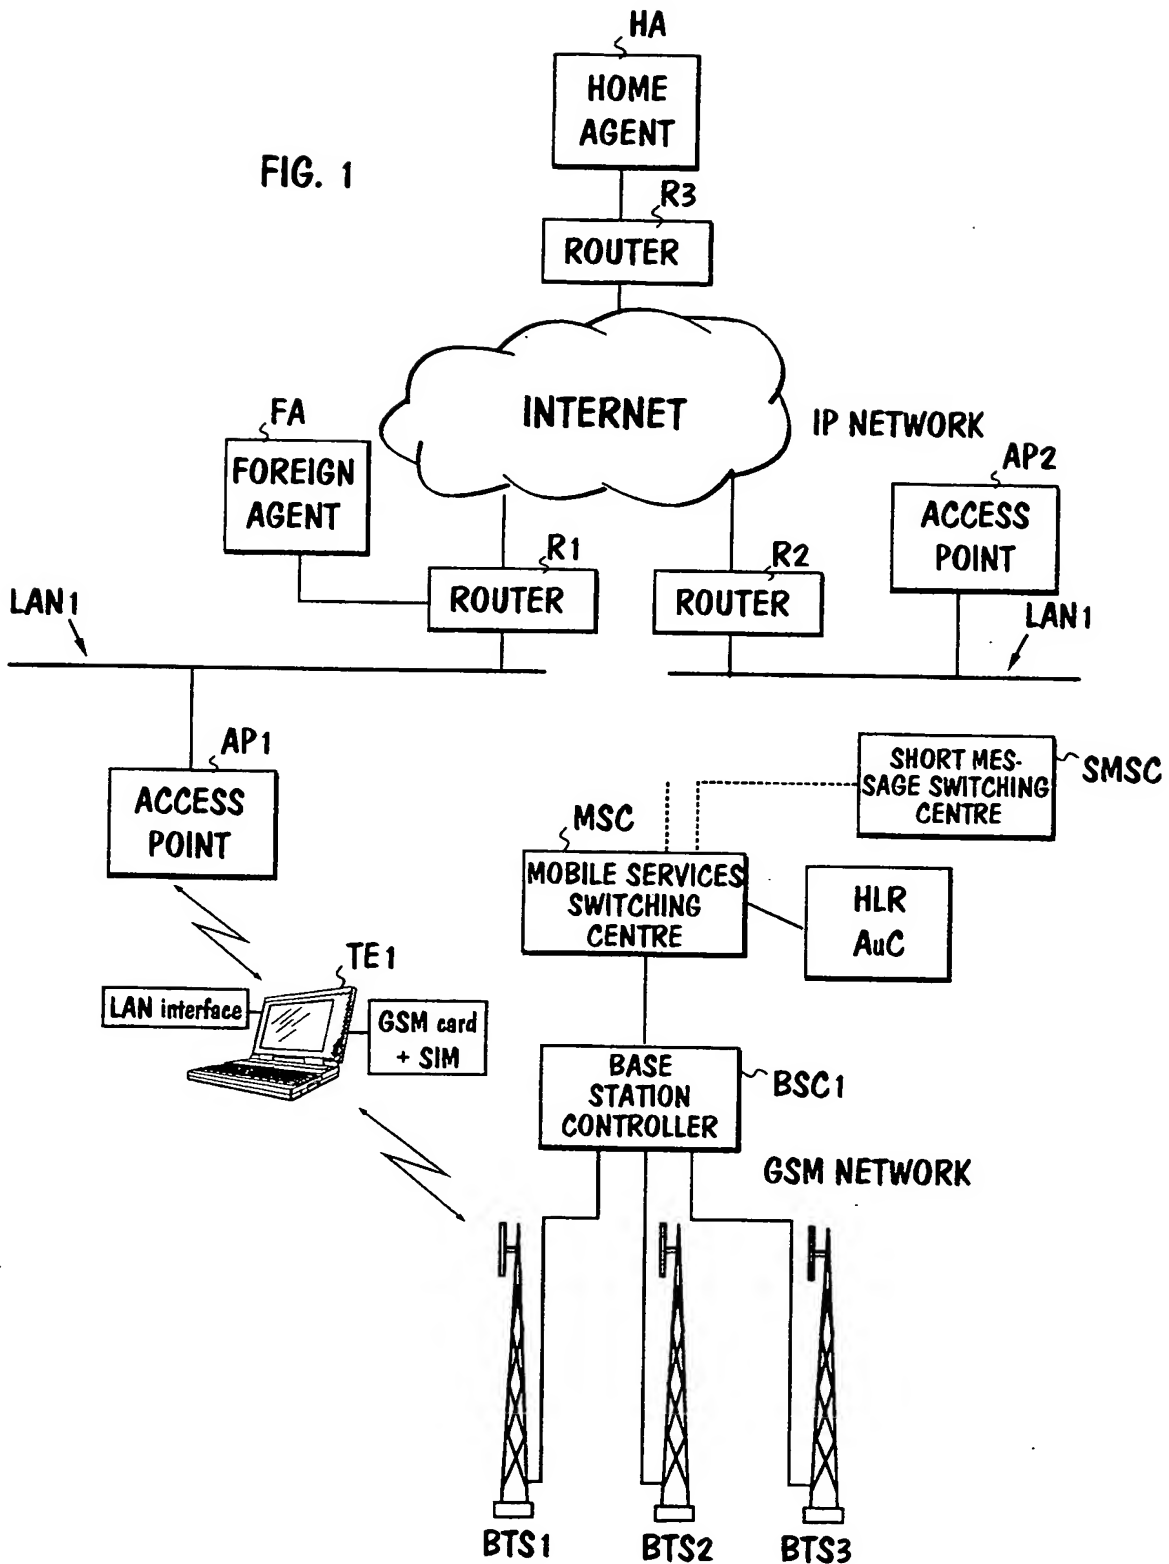 HA
HOME
AGENT
FIG. 1
R3
ROUTER
INTERNET
IP NETWORK
FA
FOREIGN
AGENT
AP2
ACCESS
POINT
R1
ROUTER
R2
ROUTER
LAN1
LAN1
AP1
ACCESS
POINT
SHORT MES-
SAGE SWITCHING
CENTRE
SMSC
MSC
MOBILE SERVICES
SWITCHING
CENTRE
HLR
AuC
TE1
LAN interface
GSM card
+ SIM
BASE
STATION
CONTROLLER
BSC1
GSM NETWORK
BTS1
BTS2
BTS3